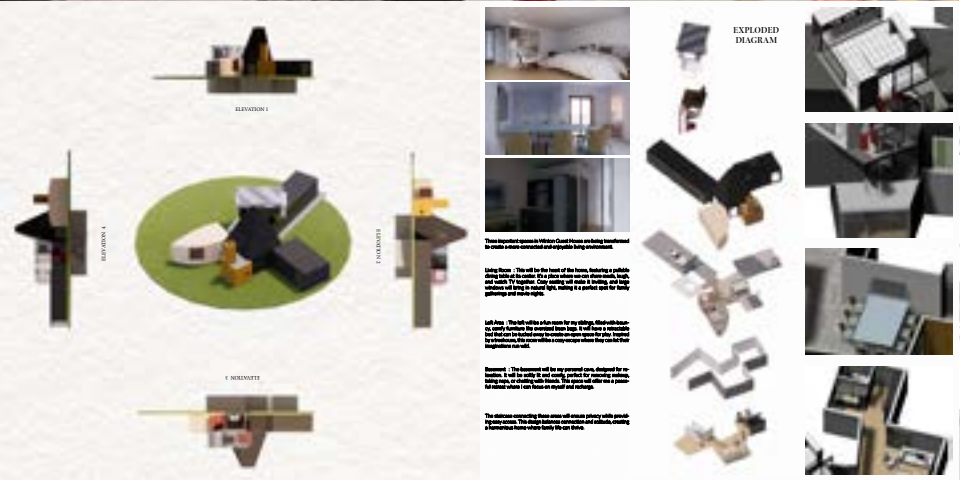 ELEVATION 1
ELEVATION 4
ELEVATION 2
ELEVATION 3
Three important spaces in Winton Guest House are being transformed
to create a more connected and enjoyable living environment.
Living Room : This will be the heart of the home, featuring a pullable
dining table at its center. It's a place where we can share meals, laugh,
and watch TV together. Cozy seating will make it inviting, and large
windows will bring in natural light, making it a perfect spot for family
gatherings and movie nights.
Loft Area : The loft will be a fun room for my siblings, filled with boun-
cy, comfy furniture like oversized bean bags. It will have a retractable
bed that can be tucked away to create an open space for play. Inspired
by treehouse, this room will be a cozy escape where they can let their
imaginations run wild.
Basement : The basement will be my personal cave, designed for re-
laxation. It will be softly lit and comfy, perfect for removing makeup,
taking naps, or chatting with friends. This space will offer me a peace-
ful retreat where I can focus on myself and recharge.
The staircase connecting these areas will ensure privacy while provid-
ing easy access. This design balances connection and solitude, creating
a harmonious home where family life can thrive.
EXPLODED
DIAGRAM